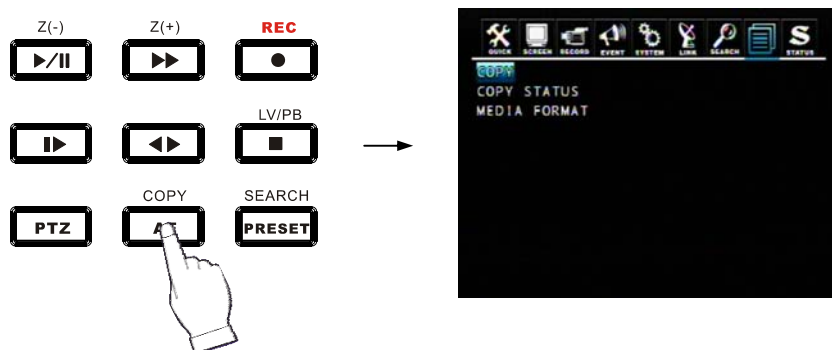 Z(-) Z(+) REC
LV/PB
COPY SEARCH
PTZ PRESET
QUICK SCREEN RECORD EVENT SYSTEM LINK SEARCH S STATUS
COPY
COPY STATUS
MEDIA FORMAT